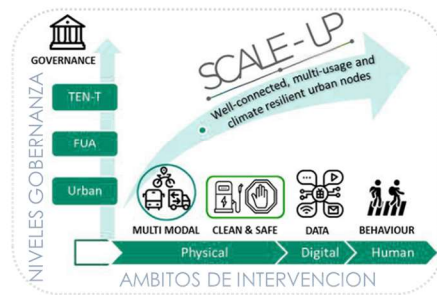 GOVERNANCE
SCALE-UP
Well-connected, multi-usage and
climate resilient urban nodes
NIVELES GOBERNANZA
TEN-T
FUA
Urban
MULTI MODAL
CLEAN & SAFE
DATA
BEHAVIOUR
Physical
Digital
Human
AMBITOS DE INTERVENCION